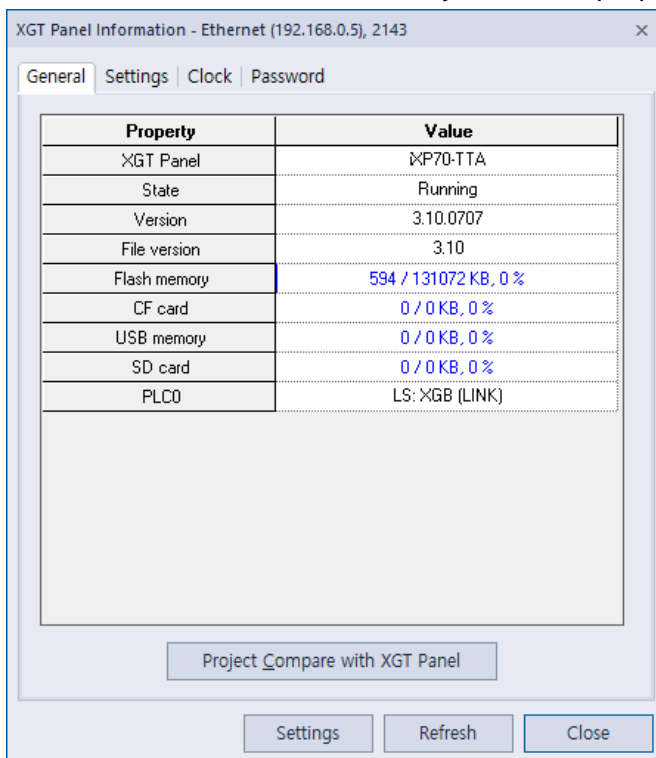 XGT Panel Information - Ethernet (192.168.0.5), 2143
General Settings Clock Password
Property Value
XGT Panel iXP70-TTA
State Running
Version 3.10.0707
File version 3.10
Flash memory 594 / 131072 KB, 0 %
CF card 0 / 0 KB, 0 %
USB memory 0 / 0 KB, 0 %
SD card 0 / 0 KB, 0 %
PLC0 LS: XGB (LINK)
Project Compare with XGT Panel
Settings Refresh Close